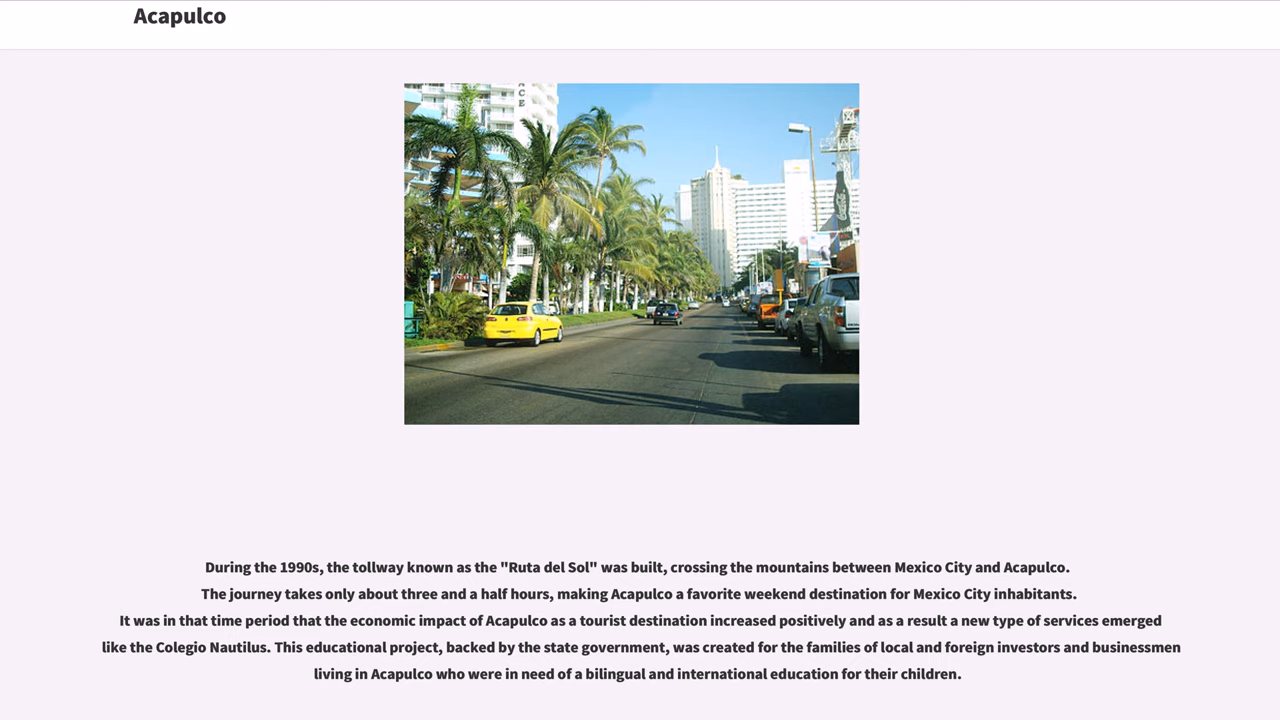 Acapulco
CE
During the 1990s, the tollway known as the "Ruta del Sol" was built, crossing the mountains between Mexico City and Acapulco.
The journey takes only about three and a half hours, making Acapulco a favorite weekend destination for Mexico City inhabitants.
It was in that time period that the economic impact of Acapulco as a tourist destination increased positively and as a result a new type of services emerged
like the Colegio Nautilus. This educational project, backed by the state government, was created for the families of local and foreign investors and businessmen
living in Acapulco who were in need of a bilingual and international education for their children.